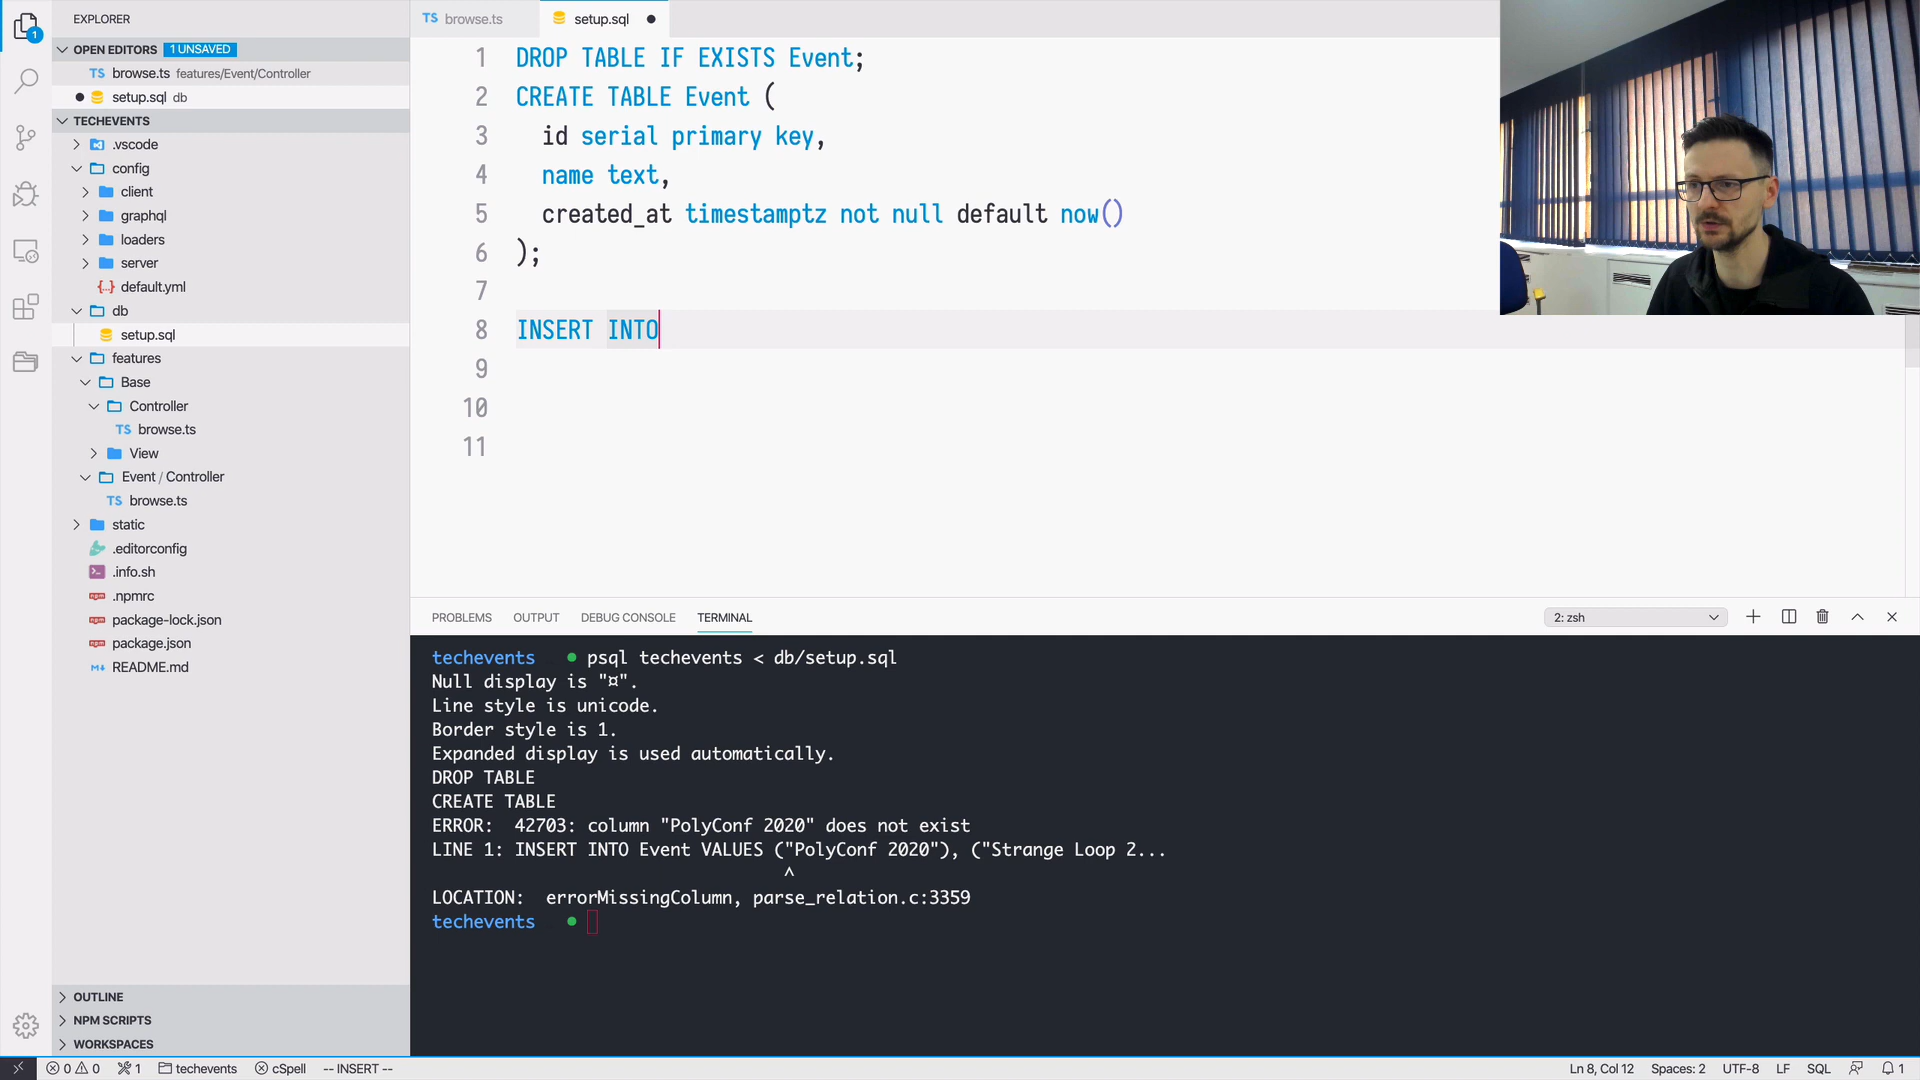 EXPLORER
OPEN EDITORS 1 UNSAVED
TS browse.ts features/Event/Controller
setup.sql db
TECHEVENTS
.vscode
config
client
graphql
loaders
server
{..} default.yml
db
setup.sql
features
Base
Controller
TS browse.ts
View
Event / Controller
TS browse.ts
static
.editorconfig
.info.sh
.npmrc
package-lock.json
package.json
README.md
OUTLINE
NPM SCRIPTS
WORKSPACES
TS browse.ts
setup.sql
1 DROP TABLE IF EXISTS Event;
2 CREATE TABLE Event (
3 id serial primary key,
4 name text,
5 created_at timestamptz not null default now()
6 );
7
8 INSERT INTO
9
10
11
PROBLEMS OUTPUT DEBUG CONSOLE TERMINAL 2: zsh
techevents psql techevents < db/setup.sql
Null display is "¤".
Line style is unicode.
Border style is 1.
Expanded display is used automatically.
DROP TABLE
CREATE TABLE
ERROR:  42703: column "PolyConf 2020" does not exist
LINE 1: INSERT INTO Event VALUES ("PolyConf 2020"), ("Strange Loop 2...
^
LOCATION:  errorMissingColumn, parse_relation.c:3359
techevents
0 0 1 techevents cSpell -- INSERT -- Ln 8, Col 12 Spaces: 2 UTF-8 LF SQL 1